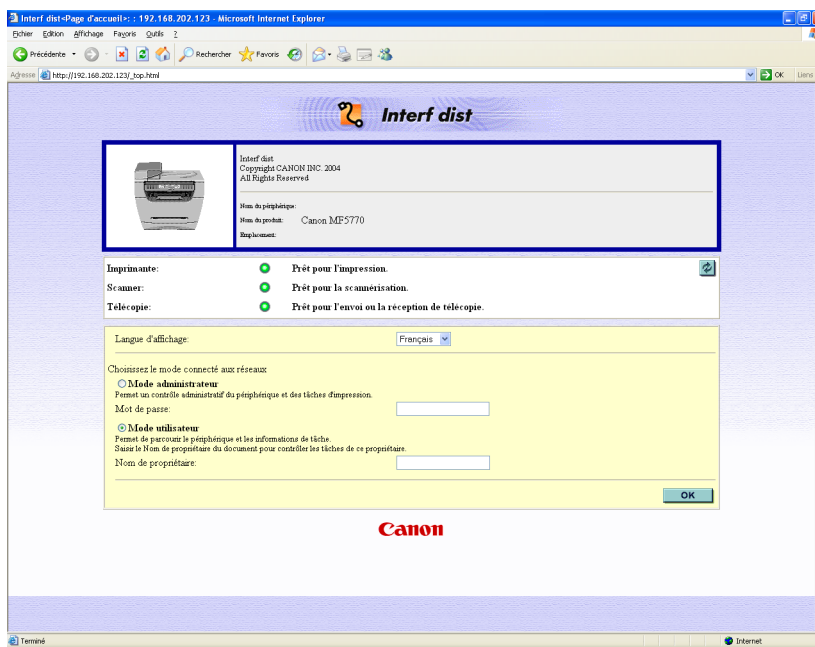 Interf dist<Page d'accueil>: : 192.168.202.123 - Microsoft Internet Explorer
Fichier Edition Affichage Favoris Outils ?
Précédente Rechercher Favoris
Adresse http://192.168.202.123/_top.html OK Liens
Interf dist
Interf dist
Copyright CANON INC. 2004
All Rights Reserved
Nom du périphérique:
Nom du produit: Canon MF5770
Emplacement:
Imprimante: Prêt pour l'impression.
Scanner: Prêt pour la scannérisation.
Télécopie: Prêt pour l'envoi ou la réception de télécopie.
Langue d'affichage: Français
Choisissez le mode connecté aux réseaux
Mode administrateur
Permet un contrôle administratif du périphérique et des tâches d'impression.
Mot de passe:
Mode utilisateur
Permet de parcourir le périphérique et les informations de tâche.
Saisir le Nom de propriétaire du document pour contrôler les tâches de ce propriétaire.
Nom de propriétaire:
OK
Canon
Terminé Internet